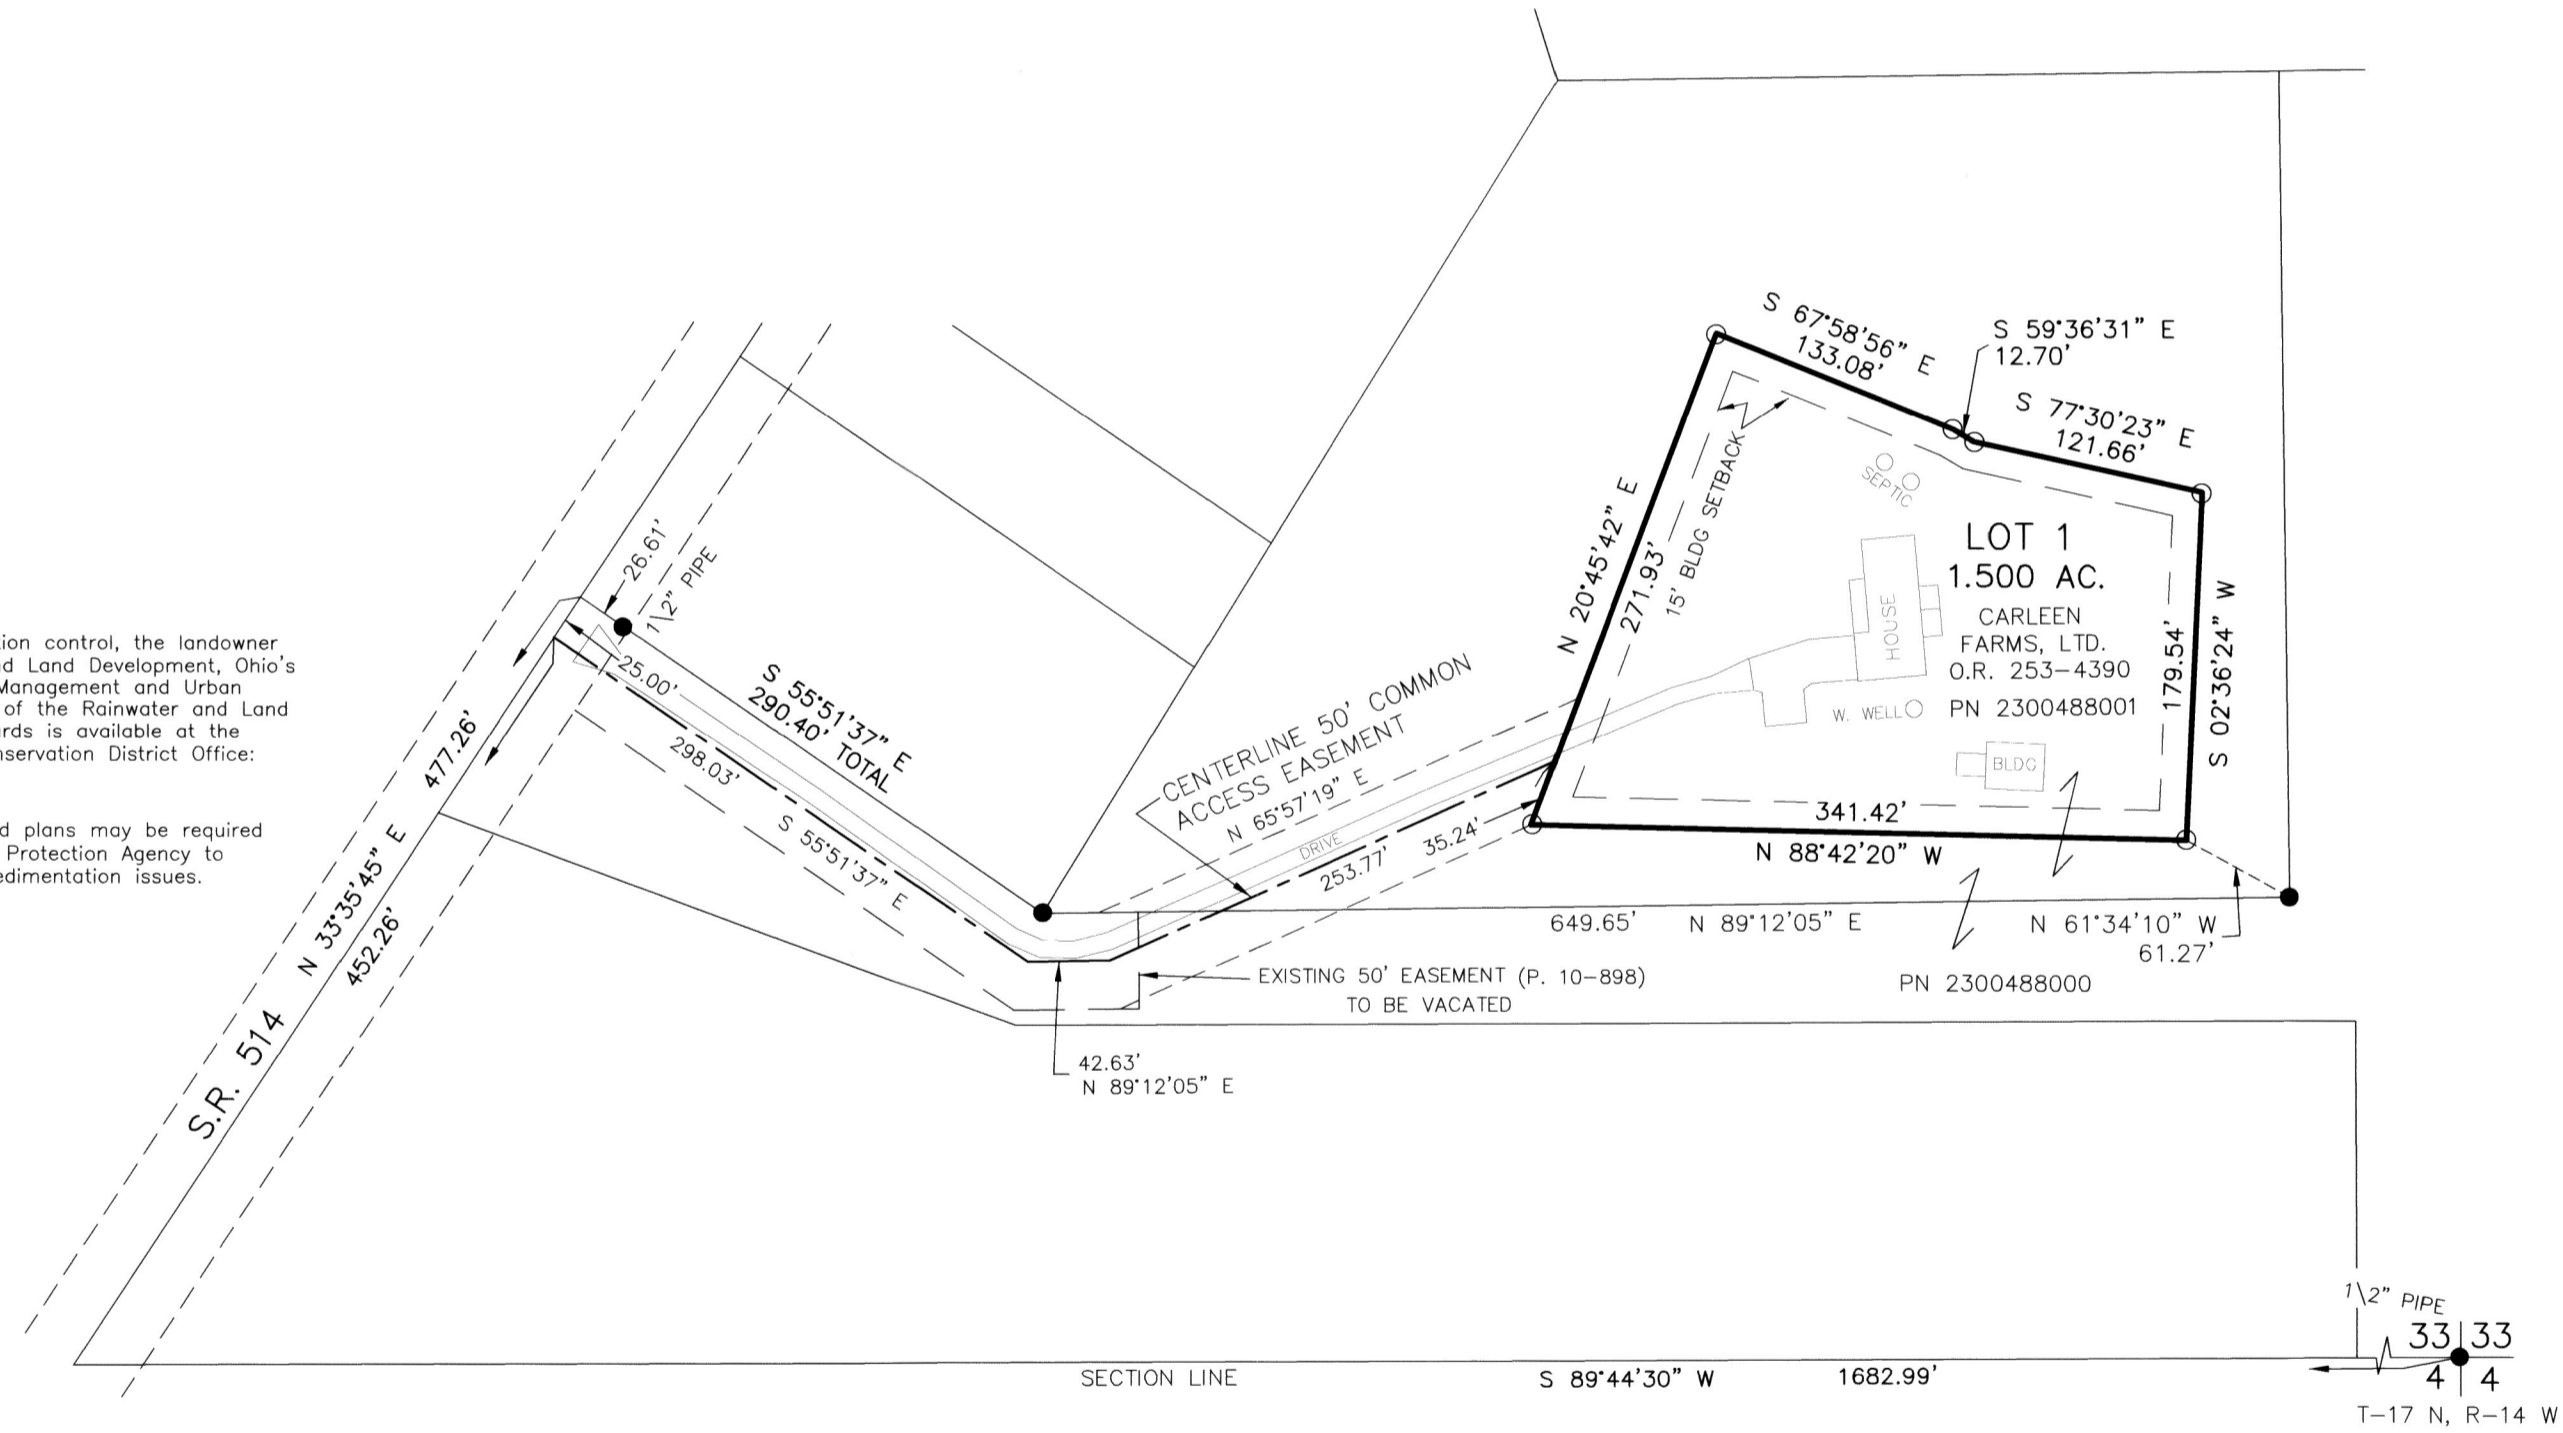 tion control, the landowner
d Land Development, Ohio's
Management and Urban
of the Rainwater and Land
rds is available at the
nservation District Office:
d plans may be required
Protection Agency to
edimentation issues.
S.R. 514
N 33°35'45" E
477.26'
452.26'
26.61'
1\2" PIPE
25.00'
S 55°51'37" E
290.40' TOTAL
298.03'
S 55°51'37" E
CENTERLINE 50' COMMON
ACCESS EASEMENT
N 65°57'19" E
DRIVE
253.77'
35.24'
EXISTING 50' EASEMENT (P. 10-898)
TO BE VACATED
42.63'
N 89°12'05" E
S 67°58'56" E
133.08'
S 59°36'31" E
12.70'
S 77°30'23" E
121.66'
N 20°45'42" E
271.93'
15' BLDG SETBACK
SEPTIC
HOUSE
LOT 1
1.500 AC.
CARLEEN
FARMS, LTD.
O.R. 253-4390
PN 2300488001
W. WELL
BLDG
179.54'
S 02°36'24" W
341.42'
N 88°42'20" W
649.65' N 89°12'05" E
N 61°34'10" W
61.27'
PN 2300488000
SECTION LINE S 89°44'30" W 1682.99'
1\2" PIPE
33 33
4 4
T-17 N, R-14 W